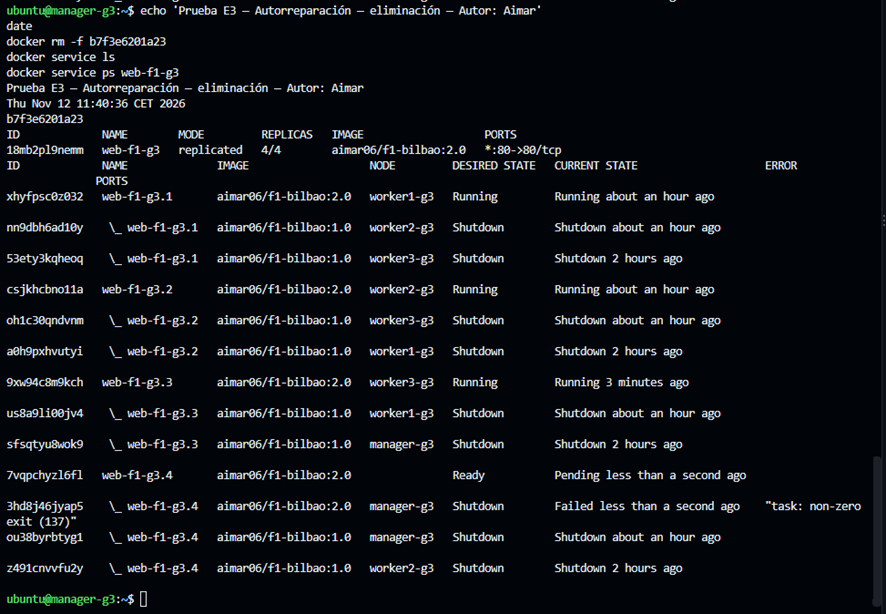 ubuntu@manager-g3:~$ echo 'Prueba E3 — Autorreparación — eliminación — Autor: Aimar'
date
docker rm -f b7f3e6201a23
docker service ls
docker service ps web-f1-g3
Prueba E3 — Autorreparación — eliminación — Autor: Aimar
Thu Nov 12 11:40:36 CET 2026
b7f3e6201a23
ID NAME MODE REPLICAS IMAGE PORTS
18mb2pl9nemm web-f1-g3 replicated 4/4 aimar06/f1-bilbao:2.0 *:80->80/tcp
ID NAME IMAGE NODE DESIRED STATE CURRENT STATE ERROR
PORTS
xhyfpsc0z032 web-f1-g3.1 aimar06/f1-bilbao:2.0 worker1-g3 Running Running about an hour ago
nn9dbh6ad10y \_ web-f1-g3.1 aimar06/f1-bilbao:1.0 worker2-g3 Shutdown Shutdown about an hour ago
53ety3kqheoq \_ web-f1-g3.1 aimar06/f1-bilbao:1.0 worker3-g3 Shutdown Shutdown 2 hours ago
csjkhcbno11a web-f1-g3.2 aimar06/f1-bilbao:2.0 worker2-g3 Running Running about an hour ago
oh1c30qndvnm \_ web-f1-g3.2 aimar06/f1-bilbao:1.0 worker3-g3 Shutdown Shutdown about an hour ago
a0h9pxhvutyi \_ web-f1-g3.2 aimar06/f1-bilbao:1.0 worker1-g3 Shutdown Shutdown 2 hours ago
9xw94c8m9kch web-f1-g3.3 aimar06/f1-bilbao:2.0 worker3-g3 Running Running 3 minutes ago
us8a9li00jv4 \_ web-f1-g3.3 aimar06/f1-bilbao:1.0 worker1-g3 Shutdown Shutdown about an hour ago
sfsqtyu8wok9 \_ web-f1-g3.3 aimar06/f1-bilbao:1.0 manager-g3 Shutdown Shutdown 2 hours ago
7vqpchyzl6fl web-f1-g3.4 aimar06/f1-bilbao:2.0 Ready Pending less than a second ago
3hd8j46jyap5 \_ web-f1-g3.4 aimar06/f1-bilbao:2.0 manager-g3 Shutdown Failed less than a second ago "task: non-zero
exit (137)"
ou38byrbtyg1 \_ web-f1-g3.4 aimar06/f1-bilbao:1.0 manager-g3 Shutdown Shutdown about an hour ago
z491cnvvfu2y \_ web-f1-g3.4 aimar06/f1-bilbao:1.0 worker2-g3 Shutdown Shutdown 2 hours ago
ubuntu@manager-g3:~$